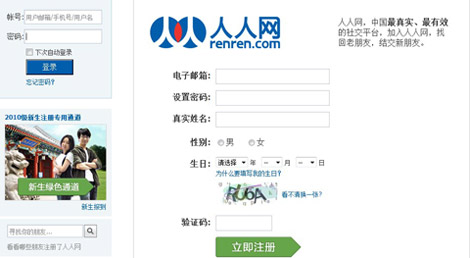 帐号:
用户邮箱/手机号/用户名
密码:
下次自动登录
登录
忘记密码?
2010级新生注册专用通道
新生绿色通道
新生报到
寻找你的朋友...
看看哪些朋友注册了人人网
人人网
renren.com
人人网,中国最真实、最有效
的社交平台,加入人人网,找
回老朋友,结交新朋友。
电子邮箱:
设置密码:
真实姓名:
性别: 男 女
生日: 请选择 年 -- 月 -- 日
为什么要填写我的生日?
看不清换一张?
验证码:
立即注册